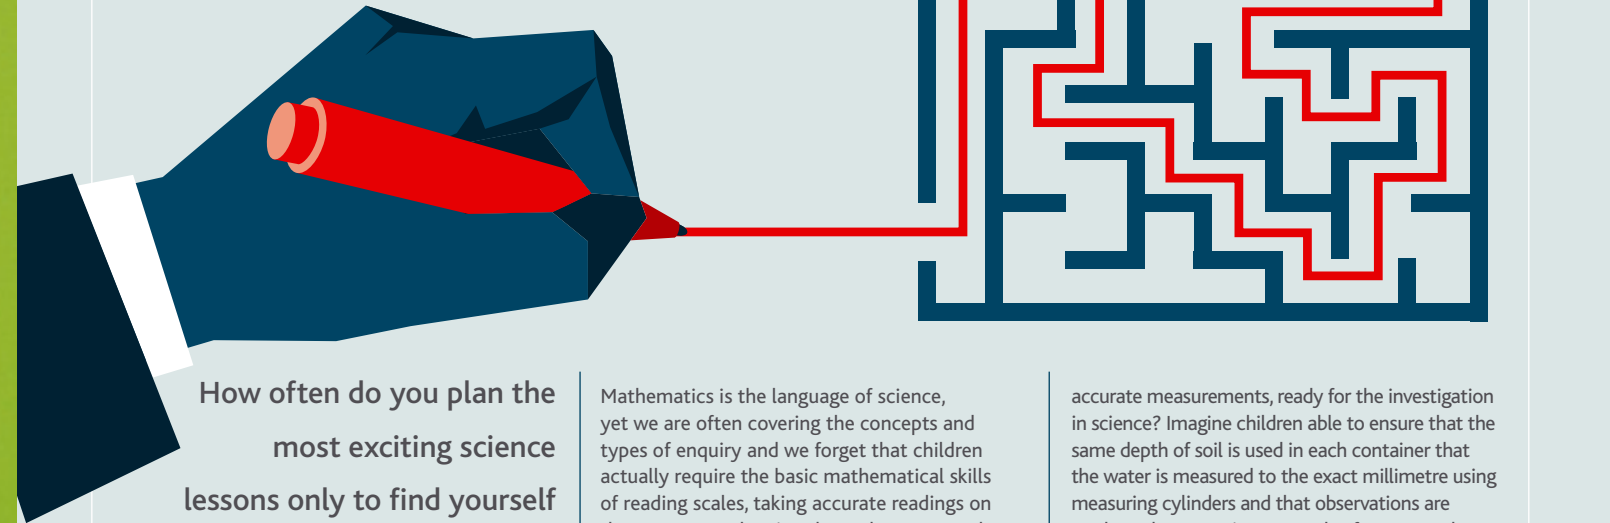 How often do you plan the
most exciting science
lessons only to find yourself
Mathematics is the language of science,
yet we are often covering the concepts and
types of enquiry and we forget that children
actually require the basic mathematical skills
of reading scales, taking accurate readings on
accurate measurements, ready for the investigation
in science? Imagine children able to ensure that the
same depth of soil is used in each container that
the water is measured to the exact millimetre using
measuring cylinders and that observations are